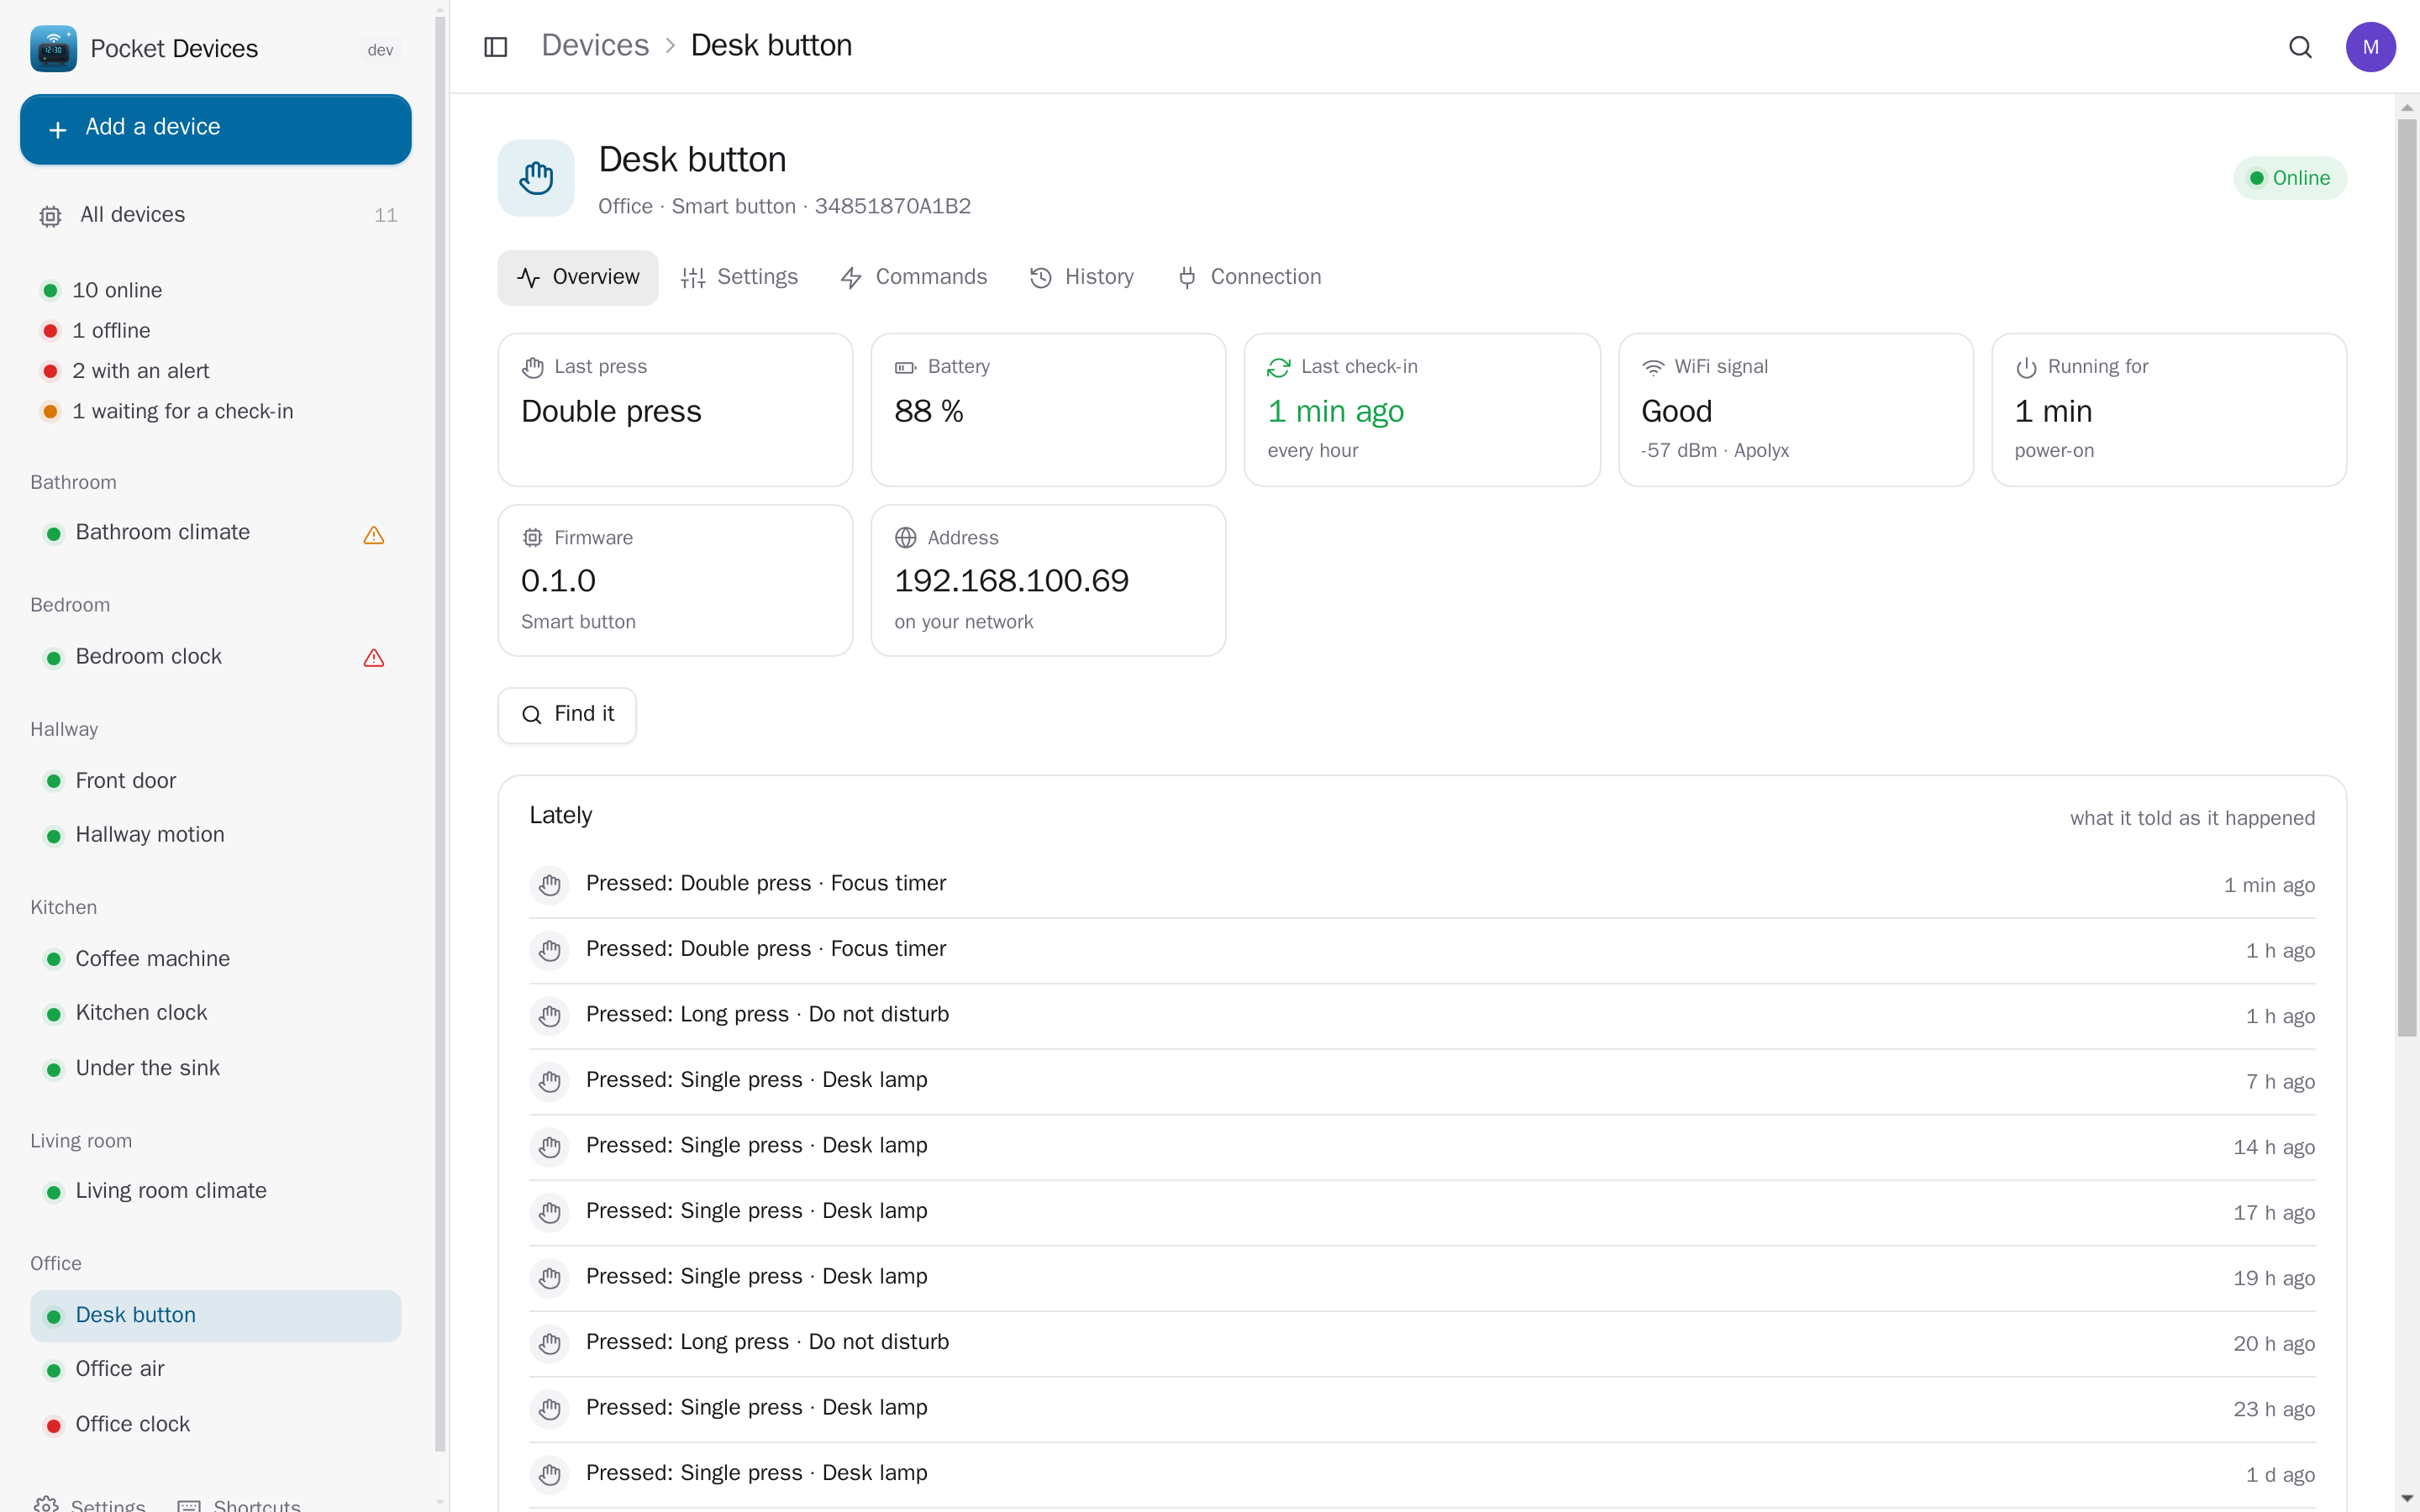 Pocket Devices
dev
Add a device
All devices 11
10 online
1 offline
2 with an alert
1 waiting for a check-in
Bathroom
Bathroom climate
Bedroom
Bedroom clock
Hallway
Front door
Hallway motion
Kitchen
Coffee machine
Kitchen clock
Under the sink
Living room
Living room climate
Office
Desk button
Office air
Office clock
Settings
Shortcuts
Devices > Desk button
M
Desk button
Office · Smart button · 34851870A1B2
Online
Overview
Settings
Commands
History
Connection
Last press
Double press
Battery
88 %
Last check-in
1 min ago
every hour
WiFi signal
Good
-57 dBm · Apolyx
Running for
1 min
power-on
Firmware
0.1.0
Smart button
Address
192.168.100.69
on your network
Find it
Lately
what it told as it happened
Pressed: Double press · Focus timer 1 min ago
Pressed: Double press · Focus timer 1 h ago
Pressed: Long press · Do not disturb 1 h ago
Pressed: Single press · Desk lamp 7 h ago
Pressed: Single press · Desk lamp 14 h ago
Pressed: Single press · Desk lamp 17 h ago
Pressed: Single press · Desk lamp 19 h ago
Pressed: Long press · Do not disturb 20 h ago
Pressed: Single press · Desk lamp 23 h ago
Pressed: Single press · Desk lamp 1 d ago